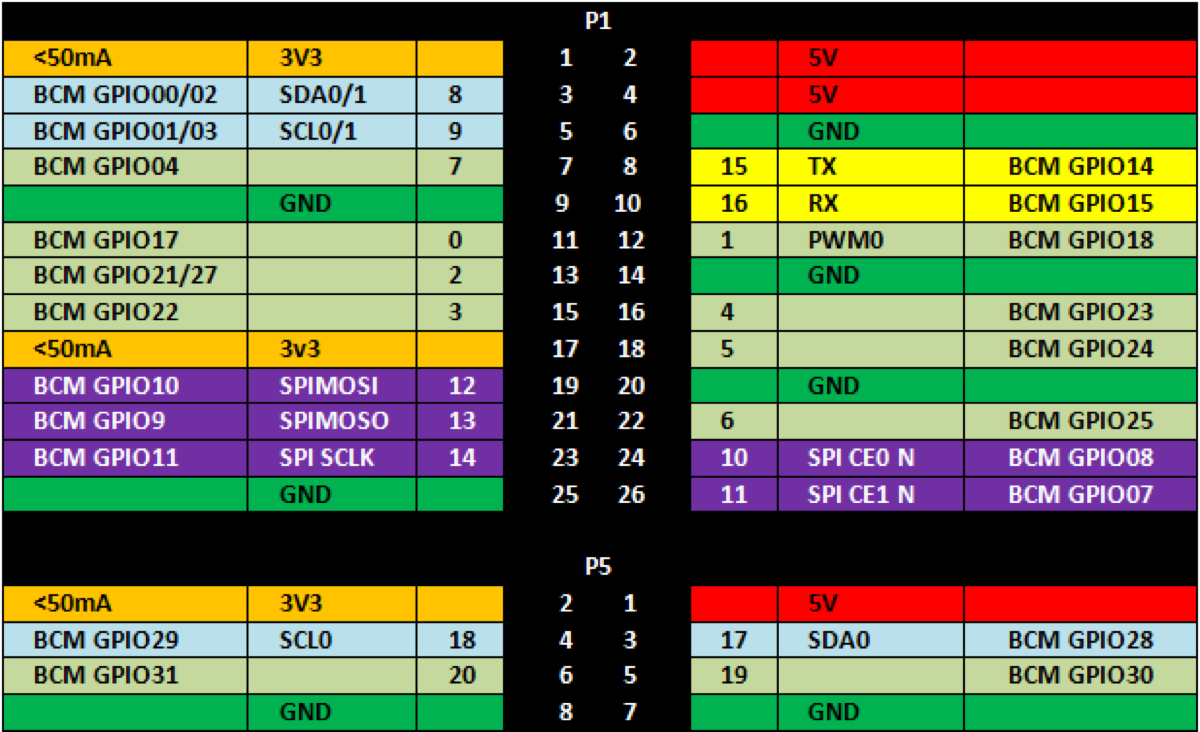 P1
<50mA 3V3 1 2 5V
BCM GPIO00/02 SDA0/1 8 3 4 5V
BCM GPIO01/03 SCL0/1 9 5 6 GND
BCM GPIO04 7 7 8 15 TX BCM GPIO14
GND 9 10 16 RX BCM GPIO15
BCM GPIO17 0 11 12 1 PWM0 BCM GPIO18
BCM GPIO21/27 2 13 14 GND
BCM GPIO22 3 15 16 4 BCM GPIO23
<50mA 3v3 17 18 5 BCM GPIO24
BCM GPIO10 SPIMOSI 12 19 20 GND
BCM GPIO9 SPIMOSO 13 21 22 6 BCM GPIO25
BCM GPIO11 SPI SCLK 14 23 24 10 SPI CE0 N BCM GPIO08
GND 25 26 11 SPI CE1 N BCM GPIO07
P5
<50mA 3V3 2 1 5V
BCM GPIO29 SCL0 18 4 3 17 SDA0 BCM GPIO28
BCM GPIO31 20 6 5 19 BCM GPIO30
GND 8 7 GND